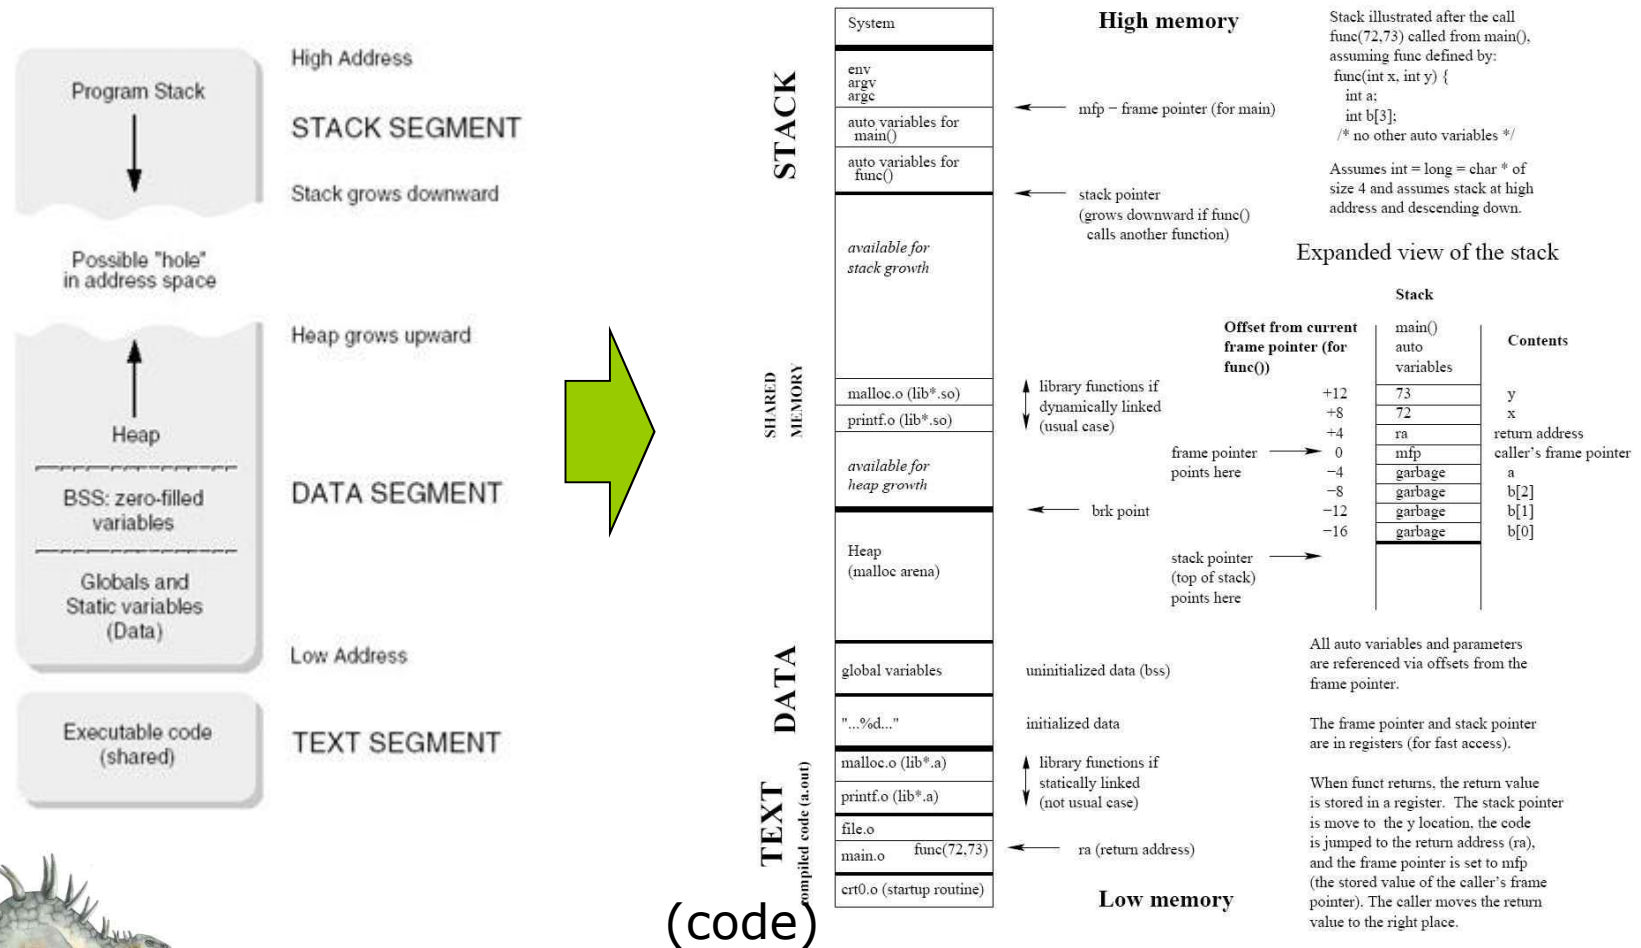 High Address
Program Stack
STACK SEGMENT
Stack grows downward
Possible "hole"
in address space
Heap grows upward
Heap
BSS: zero-filled
variables
DATA SEGMENT
Globals and
Static variables
(Data)
Low Address
Executable code
(shared)
TEXT SEGMENT
High memory
STACK
System
env
argv
argc
mfp − frame pointer (for main)
auto variables for
main()
auto variables for
func()
stack pointer
(grows downward if func()
calls another function)
available for
stack growth
SHARED
MEMORY
malloc.o (lib*.so)
printf.o (lib*.so)
library functions if
dynamically linked
(usual case)
available for
heap growth
brk point
Heap
(malloc arena)
DATA
global variables
uninitialized data (bss)
"...%d..."
initialized data
TEXT
compiled code (a.out)
malloc.o (lib*.a)
printf.o (lib*.a)
library functions if
statically linked
(not usual case)
file.o
main.o func(72,73)
ra (return address)
crt0.o (startup routine)
Low memory
(code)
Stack illustrated after the call
func(72,73) called from main(),
assuming func defined by:
func(int x, int y) {
int a;
int b[3];
/* no other auto variables */
Assumes int = long = char * of
size 4 and assumes stack at high
address and descending down.
Expanded view of the stack
Stack
Offset from current
frame pointer (for
func())
main()
auto
variables
Contents
+12 73 y
+8 72 x
+4 ra return address
frame pointer
points here
0 mfp caller's frame pointer
−4 garbage a
−8 garbage b[2]
−12 garbage b[1]
−16 garbage b[0]
stack pointer
(top of stack)
points here
All auto variables and parameters
are referenced via offsets from the
frame pointer.
The frame pointer and stack pointer
are in registers (for fast access).
When funct returns, the return value
is stored in a register. The stack pointer
is move to the y location, the code
is jumped to the return address (ra),
and the frame pointer is set to mfp
(the stored value of the caller's frame
pointer). The caller moves the return
value to the right place.